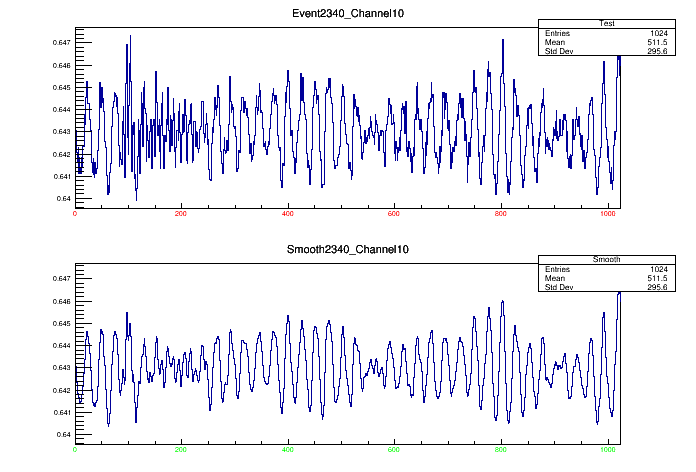 Event2340_Channel10
Test
Entries 1024
Mean 511.5
Std Dev 295.6
0.647
0.646
0.645
0.644
0.643
0.642
0.641
0.64
0 200 400 600 800 1000
Smooth2340_Channel10
Smooth
Entries 1024
Mean 511.5
Std Dev 295.6
0.647
0.646
0.645
0.644
0.643
0.642
0.641
0.64
0 200 400 600 800 1000